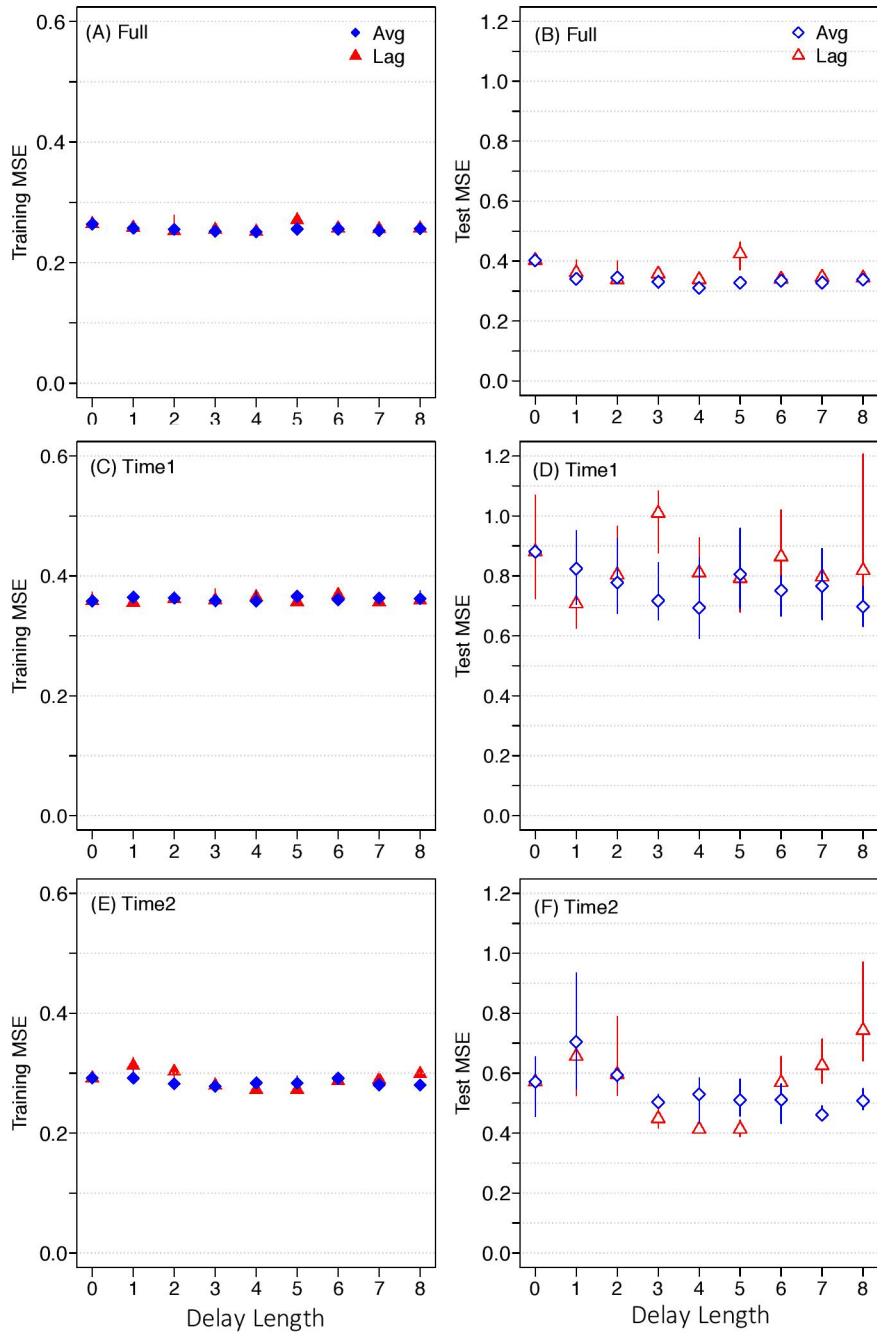 (A) Full
Avg
Lag
Training MSE
0.6
0.4
0.2
0.0
0 1 2 3 4 5 6 7 8
(B) Full
Avg
Lag
Test MSE
1.2
1.0
0.8
0.6
0.4
0.2
0.0
0 1 2 3 4 5 6 7 8
(C) Time1
Training MSE
0.6
0.4
0.2
0.0
0 1 2 3 4 5 6 7 8
(D) Time1
Test MSE
1.2
1.0
0.8
0.6
0.4
0.2
0.0
0 1 2 3 4 5 6 7 8
(E) Time2
Training MSE
0.6
0.4
0.2
0.0
0 1 2 3 4 5 6 7 8
Delay Length
(F) Time2
Test MSE
1.2
1.0
0.8
0.6
0.4
0.2
0.0
0 1 2 3 4 5 6 7 8
Delay Length